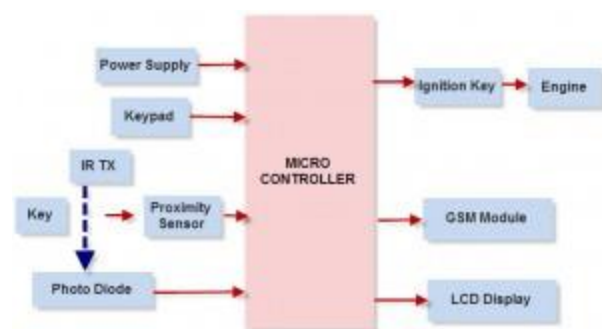 Power Supply
Keypad
IR TX
Key
Proximity
Sensor
Photo Diode
MICRO
CONTROLLER
Ignition Key
Engine
GSM Module
LCD Display